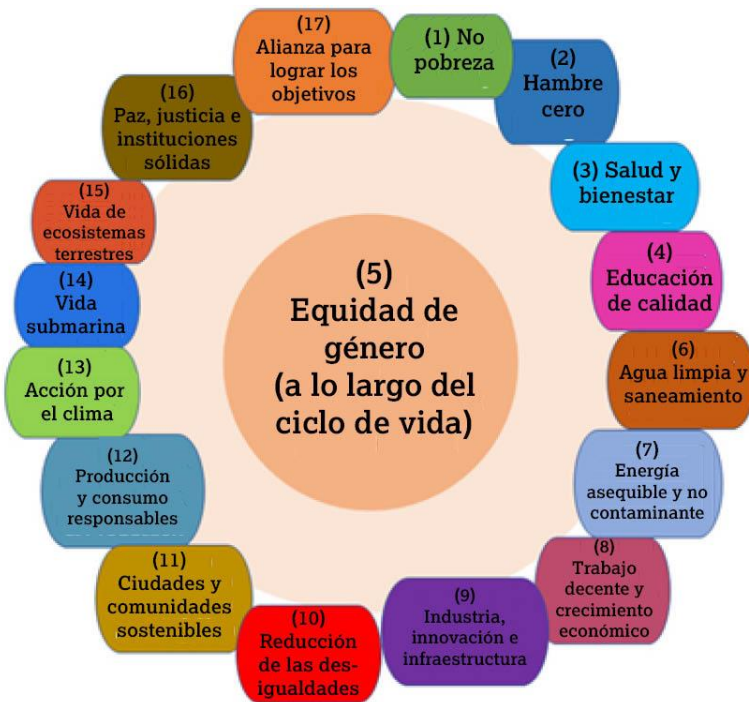 (1) No
pobreza
(2)
Hambre
cero
(3) Salud y
bienestar
(4)
Educación
de calidad
(5)
Equidad de
género
(a lo largo del
ciclo de vida)
(6)
Agua limpia y
saneamiento
(7)
Energía
asequible y no
contaminante
(8)
Trabajo
decente y
crecimiento
económico
(9)
Industria,
innovación e
infraestructura
(10)
Reducción
de las des-
igualdades
(11)
Ciudades y
comunidades
sostenibles
(12)
Producción
y consumo
responsables
(13)
Acción por
el clima
(14)
Vida
submarina
(15)
Vida de
ecosistemas
terrestres
(16)
Paz, justicia e
instituciones
sólidas
(17)
Alianza para
lograr los
objetivos